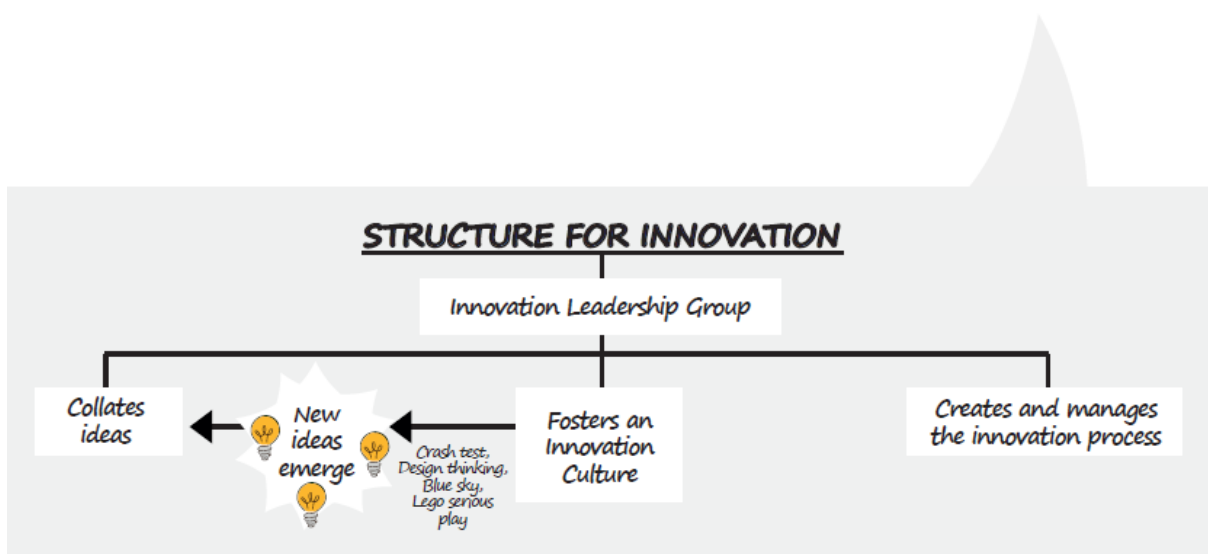 STRUCTURE FOR INNOVATION
Innovation Leadership Group
Collates
ideas
New
ideas
emerge
Crash test,
Design thinking,
Blue sky,
Lego serious
play
Fosters an
Innovation
Culture
Creates and manages
the innovation process